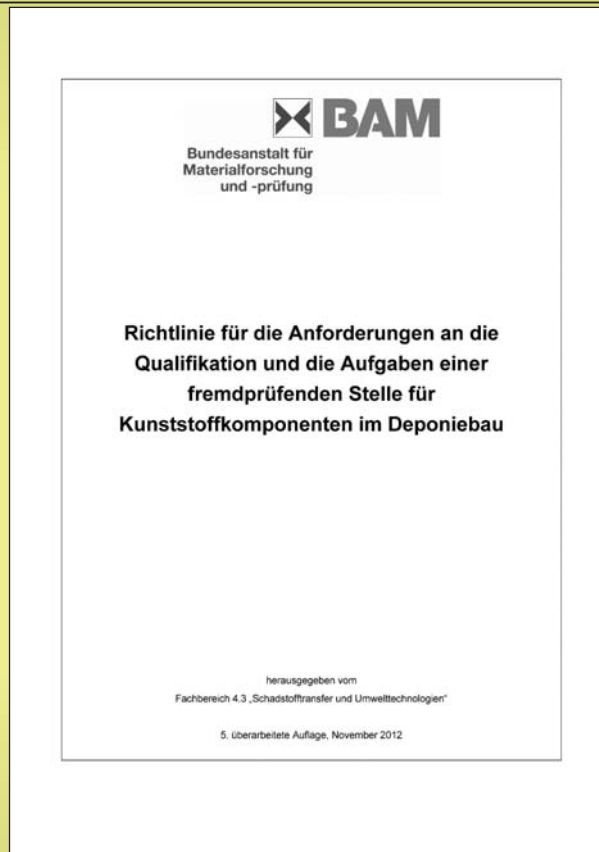 BAM
Bundesanstalt für
Materialforschung
und -prüfung
Richtlinie für die Anforderungen an die
Qualifikation und die Aufgaben einer
fremdprüfenden Stelle für
Kunststoffkomponenten im Deponiebau
herausgegeben vom
Fachbereich 4.3 „Schadstofftransfer und Umwelttechnologien“
5. überarbeitete Auflage, November 2012